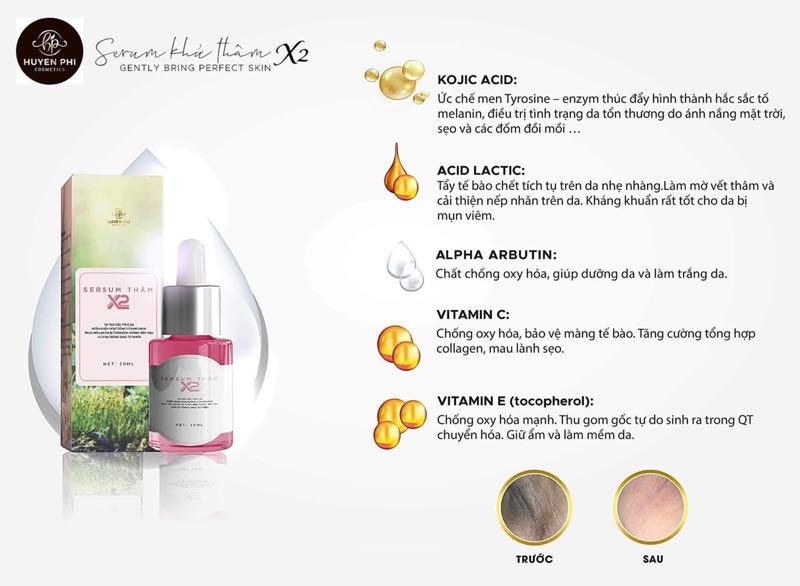 HUYEN PHI
COSMETICS
Serum khử thâm X2
GENTLY BRING PERFECT SKIN
KOJIC ACID:
Ức chế men Tyrosine – enzym thúc đẩy hình thành hắc sắc tố
melanin, điều trị tình trạng da tổn thương do ánh nắng mặt trời,
sẹo và các đốm đồi mồi ...
ACID LACTIC:
Tẩy tế bào chết tích tụ trên da nhẹ nhàng.Làm mờ vết thâm và
cải thiện nếp nhăn trên da. Kháng khuẩn rất tốt cho da bị
mụn viêm.
ALPHA ARBUTIN:
Chất chống oxy hóa, giúp dưỡng da và làm trắng da.
VITAMIN C:
Chống oxy hóa, bảo vệ màng tế bào. Tăng cường tổng hợp
collagen, mau lành sẹo.
VITAMIN E (tocopherol):
Chống oxy hóa mạnh. Thu gom gốc tự do sinh ra trong QT
chuyển hóa. Giữ ẩm và làm mềm da.
TRƯỚC
SAU
HUYEN PHI
SERSUM THÂM
X2
TÁI TẠO CẤU TRÚC DA
NET: 20ML
SERSUM THÂM
X2
NET: 20ML